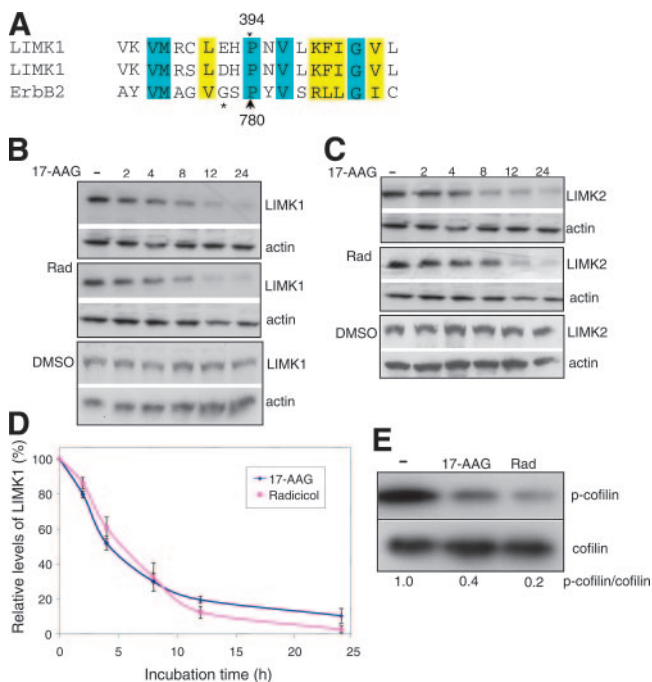 A
394
LIMK1 VK VM RC L EH P NV L KFI G V L
LIMK1 VK VM RS L DH P NV L KFI G V L
ErbB2 AY VM AG V GS P YV S RLL G I C
*
780
B
17-AAG – 2 4 8 12 24
LIMK1
actin
Rad
LIMK1
actin
DMSO
LIMK1
actin
C
17-AAG – 2 4 8 12 24
LIMK2
actin
Rad
LIMK2
actin
DMSO
LIMK2
actin
D
Relative levels of LIMK1 (%)
100
80
60
40
20
0
0 5 10 15 20 25
Incubation time (h)
17-AAG
Radicicol
E
– 17-AAG Rad
p-cofilin
cofilin
1.0 0.4 0.2 p-cofilin/cofilin